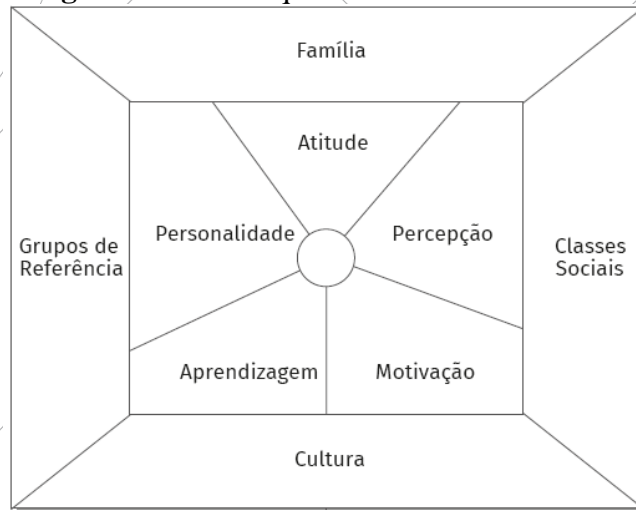 Família
Atitude
Personalidade
Percepção
Grupos de
Referência
Classes
Sociais
Aprendizagem
Motivação
Cultura